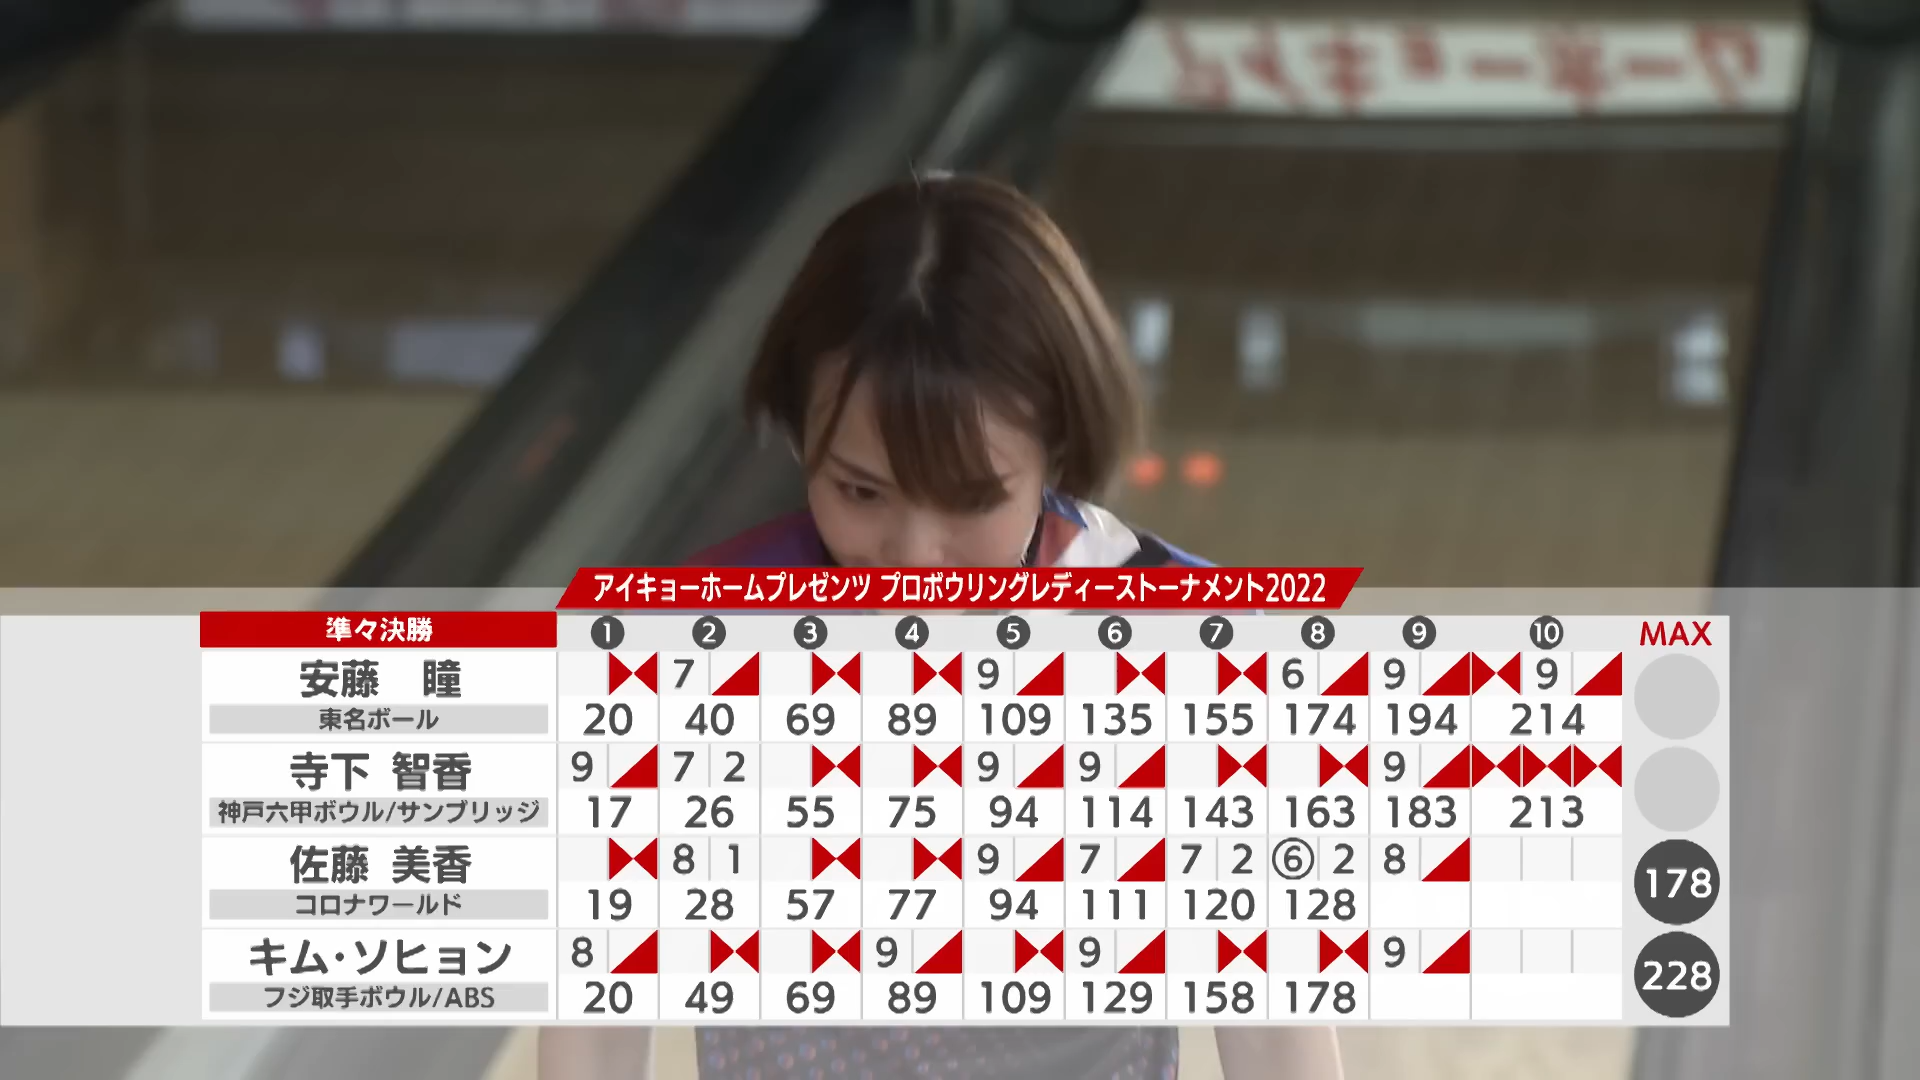 アイキョーホームプレゼンツ プロボウリングレディーストーナメント2022
準々決勝 1 2 3 4 5 6 7 8 9 10 MAX
安藤 瞳 7 9 6 9 9
東名ボール 20 40 69 89 109 135 155 174 194 214
寺下 智香 9 7 2 9 9 9
神戸六甲ボウル/サンブリッジ 17 26 55 75 94 114 143 163 183 213
佐藤 美香 8 1 9 7 7 2 ⑥ 2 8 178
コロナワールド 19 28 57 77 94 111 120 128
キム・ソヒョン 8 9 9 9 228
フジ取手ボウル/ABS 20 49 69 89 109 129 158 178